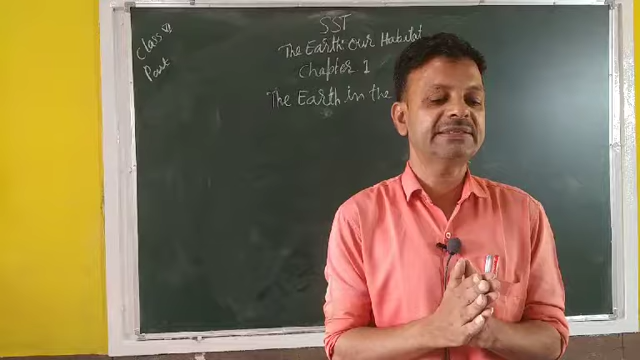 SST
Class VI
The Earth Our Habitat
Part
Chapter 1
The Earth in the